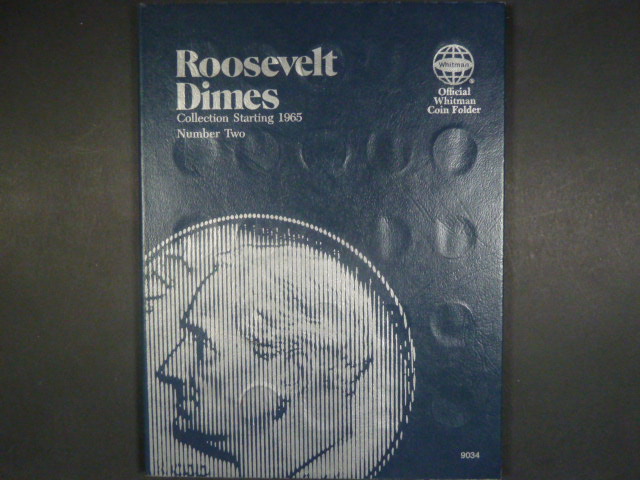 Roosevelt
Dimes
Collection Starting 1965
Number Two
Whitman
®
Official
Whitman
Coin Folder
9034